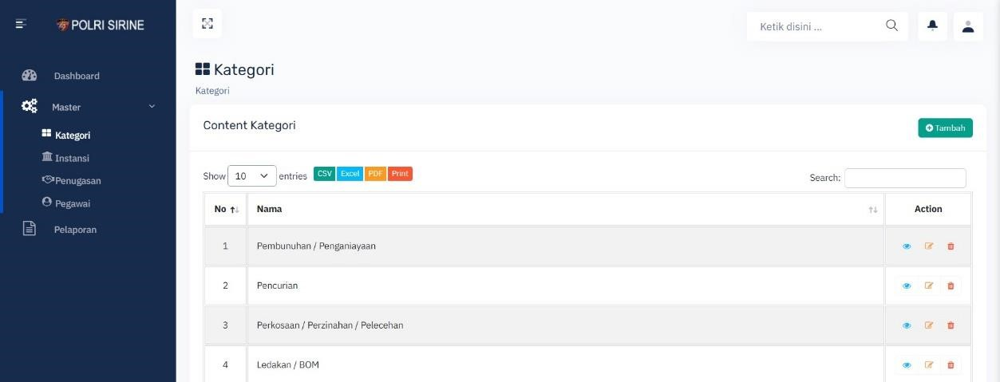 POLRI SIRINE
Ketik disini ...
Dashboard
Master
Kategori
Instansi
Penugasan
Pegawai
Pelaporan
Kategori
Kategori
Content Kategori
Tambah
Show 10 entries CSV Excel PDF Print
Search:
No Nama Action
1 Pembunuhan / Penganiayaan
2 Pencurian
3 Perkosaan / Perzinahan / Pelecehan
4 Ledakan / BOM